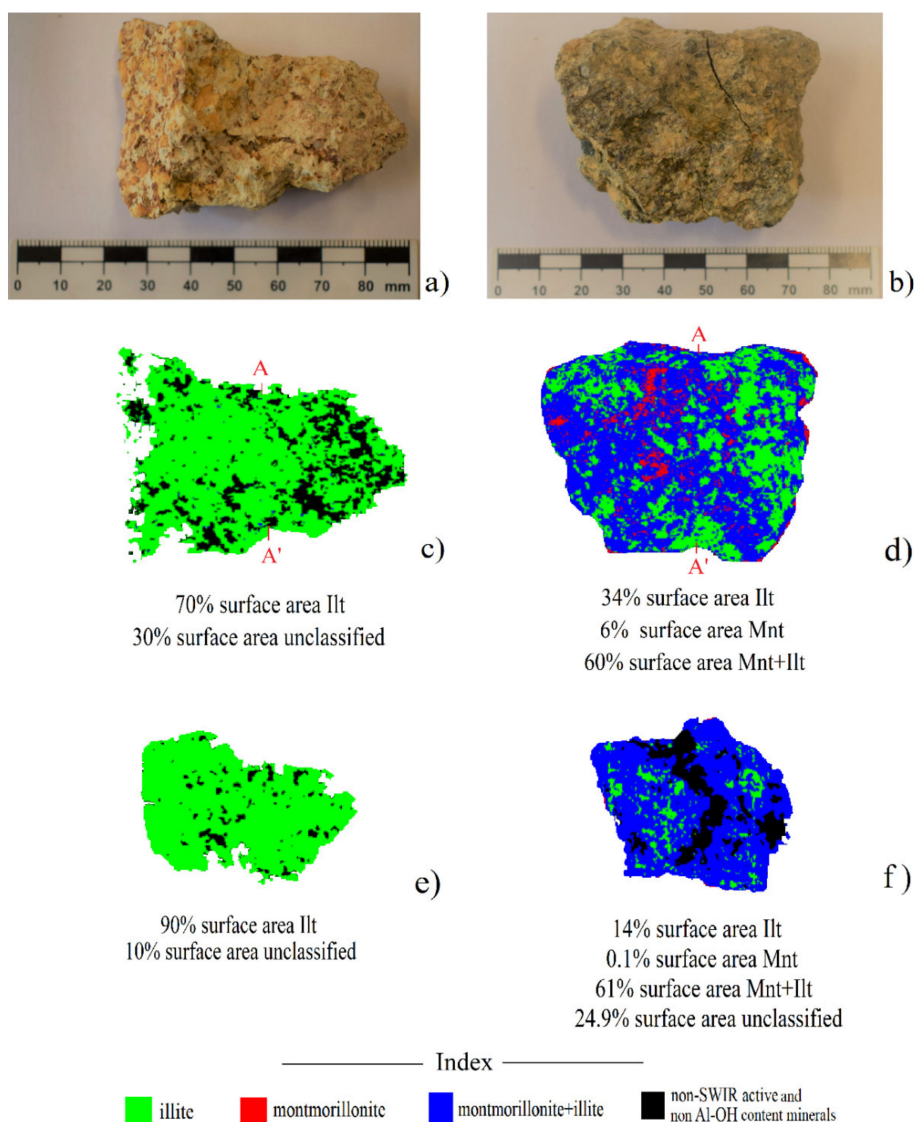 0 10 20 30 40 50 60 70 80 mm
a)
0 10 20 30 40 50 60 70 80 mm
b)
A
A'
c)
70% surface area Ilt
30% surface area unclassified
A
A'
d)
34% surface area Ilt
6% surface area Mnt
60% surface area Mnt+Ilt
e)
90% surface area Ilt
10% surface area unclassified
f)
14% surface area Ilt
0.1% surface area Mnt
61% surface area Mnt+Ilt
24.9% surface area unclassified
Index
illite
montmorillonite
montmorillonite+illite
non-SWIR active and
non Al-OH content minerals